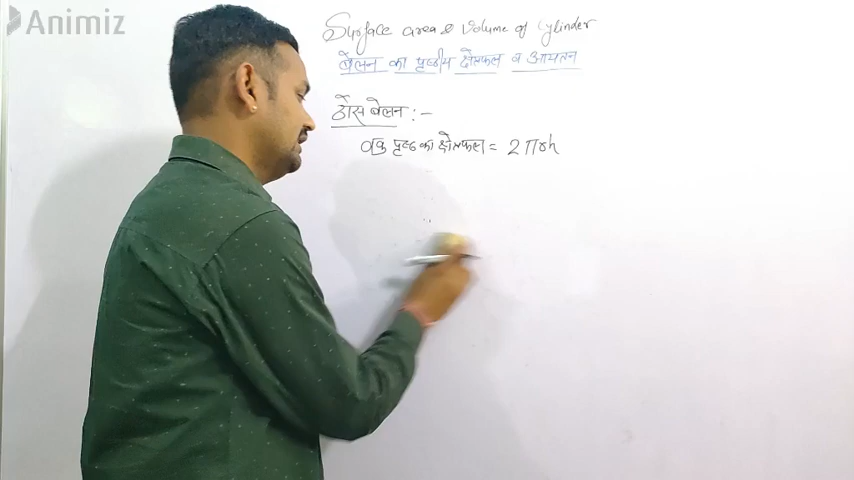 Animiz
Surface area & Volume of Cylinder
बेलन का पृष्ठीय क्षेत्रफल व आयतन
ठोस बेलन :-
वक्र पृष्ठ का क्षेत्रफल = 2πrh